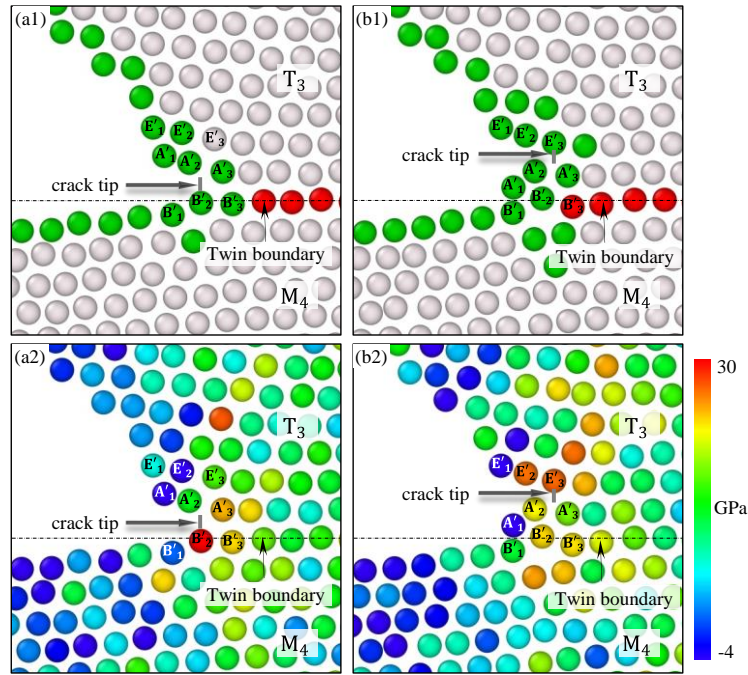 (a1)
T3
E′1 E′2 E′3
A′1 A′2 A′3
crack tip
B′1 B′2 B′3
Twin boundary
M4
(b1)
T3
E′1 E′2 E′3
crack tip
A′1 A′2 A′3
B′1 B′2 B′3
Twin boundary
M4
(a2)
T3
E′1 E′2 E′3
A′1 A′2 A′3
crack tip
B′1 B′2 B′3
Twin boundary
M4
(b2)
T3
E′1 E′2 E′3
crack tip
A′1 A′2 A′3
B′1 B′2 B′3
Twin boundary
M4
30
GPa
-4